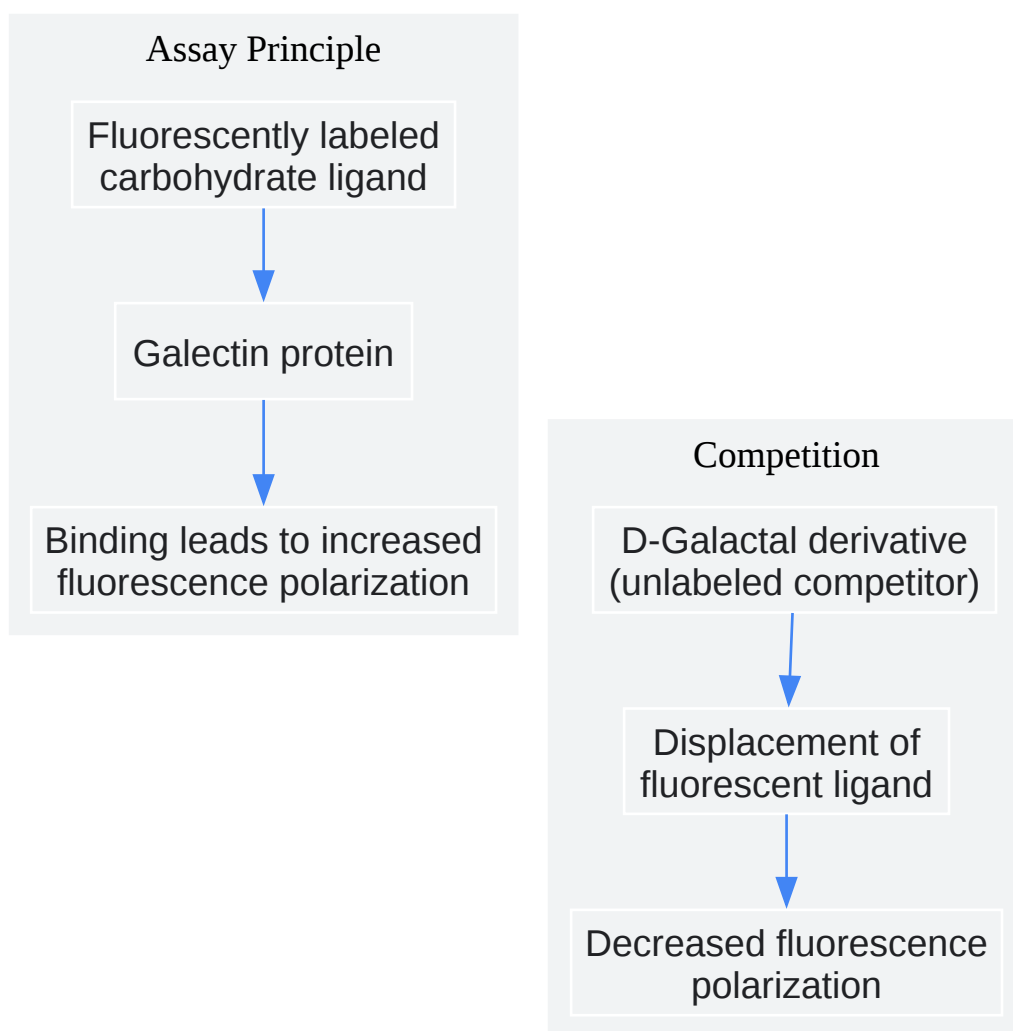 Assay Principle
Fluorescently labeled
carbohydrate ligand
Galectin protein
Binding leads to increased
fluorescence polarization
Competition
D-Galactal derivative
(unlabeled competitor)
Displacement of
fluorescent ligand
Decreased fluorescence
polarization